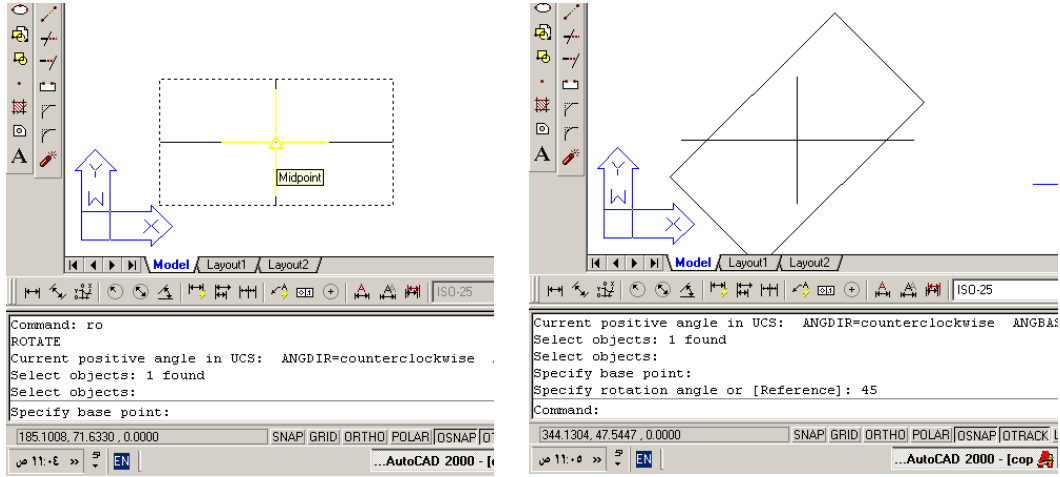 A
Midpoint
Y
W
X
Model
Layout1
Layout2
ISO-25
Command: ro
ROTATE
Current positive angle in UCS: ANGDIR=counterclockwise
Select objects: 1 found
Select objects:
Specify base point:
185.1008, 71.6330 , 0.0000
SNAP GRID ORTHO POLAR OSNAP
١١:٠٤ ص
EN
...AutoCAD 2000 - [
A
Y
W
X
Model
Layout1
Layout2
ISO-25
Current positive angle in UCS: ANGDIR=counterclockwise ANGBAS
Select objects: 1 found
Select objects:
Specify base point:
Specify rotation angle or [Reference]: 45
Command:
344.1304, 47.5447 , 0.0000
SNAP GRID ORTHO POLAR OSNAP OTRACK L
١١:٠٥ ص
EN
...AutoCAD 2000 - [cop